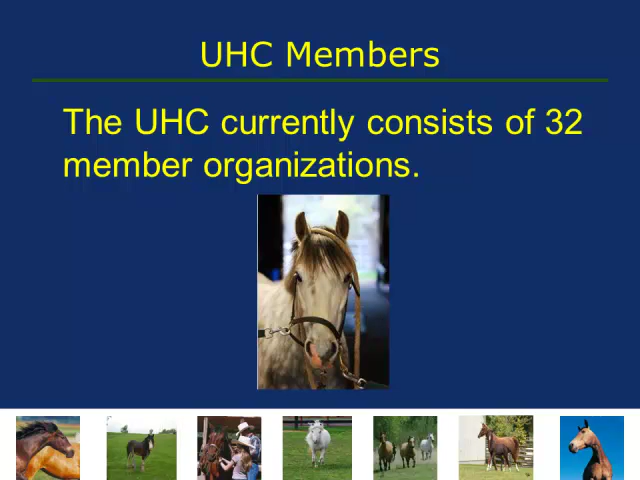 UHC Members
The UHC currently consists of 32
member organizations.